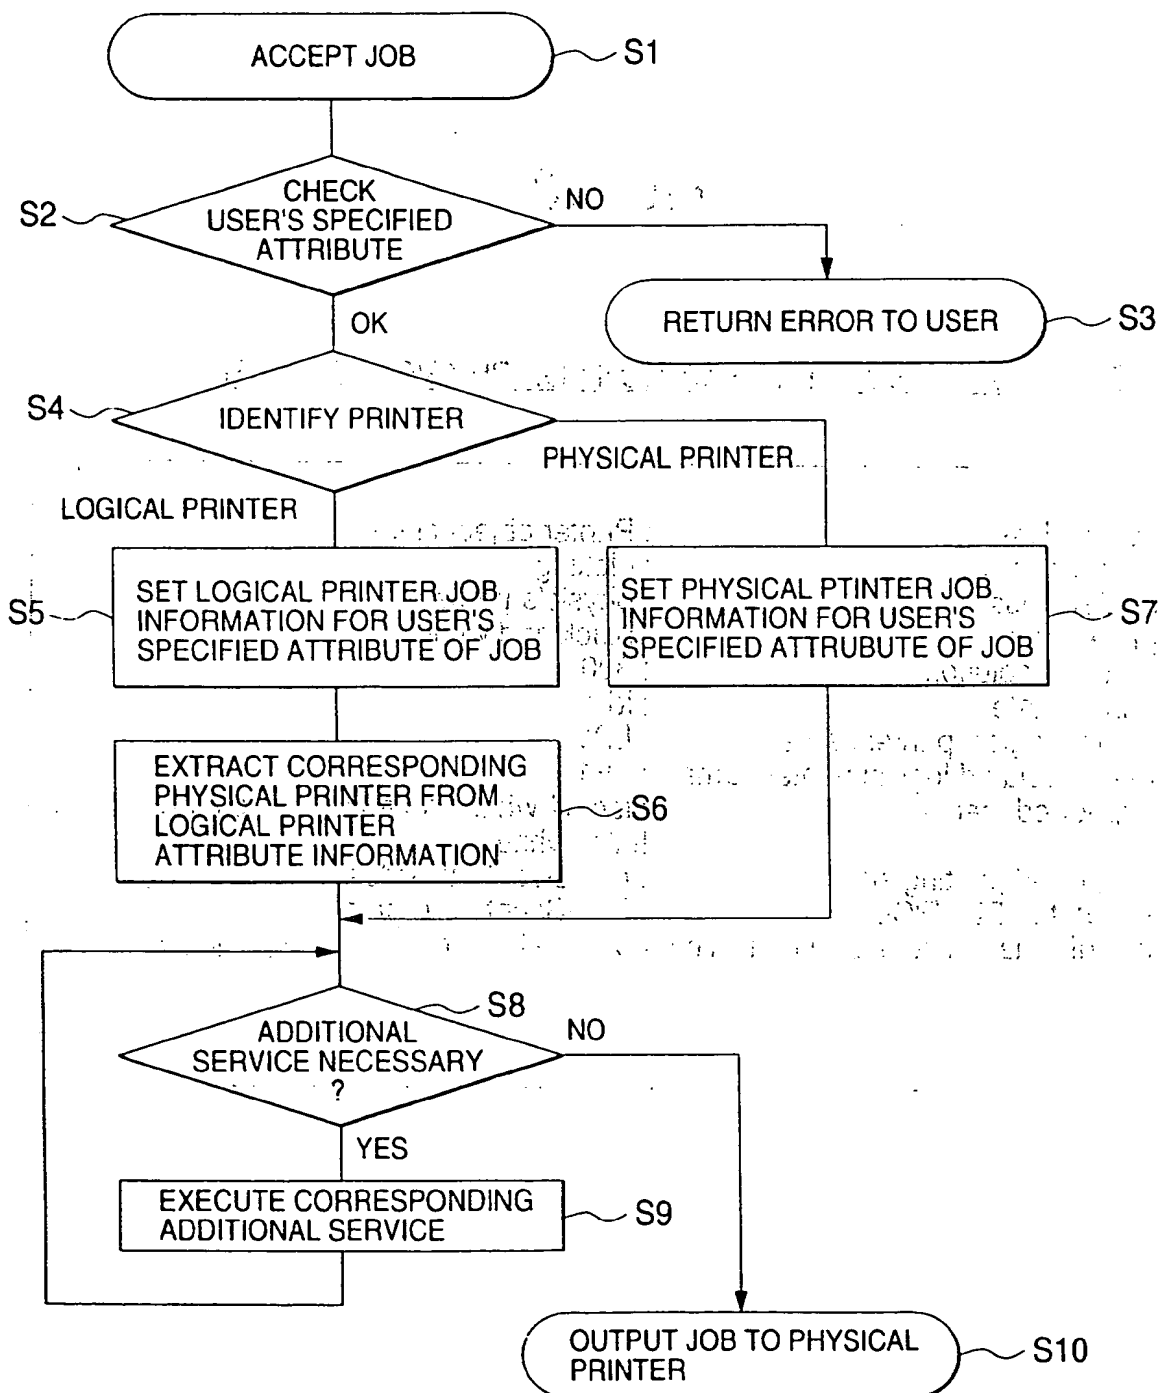 ACCEPT JOB
S1
CHECK
USER'S SPECIFIED
ATTRIBUTE
S2
NO
RETURN ERROR TO USER
S3
OK
IDENTIFY PRINTER
S4
PHYSICAL PRINTER
LOGICAL PRINTER
SET LOGICAL PRINTER JOB
INFORMATION FOR USER'S
SPECIFIED ATTRIBUTE OF JOB
S5
SET PHYSICAL PTINTER JOB
INFORMATION FOR USER'S
SPECIFIED ATTRUBUTE OF JOB
S7
EXTRACT CORRESPONDING
PHYSICAL PRINTER FROM
LOGICAL PRINTER
ATTRIBUTE INFORMATION
S6
S8
ADDITIONAL
SERVICE NECESSARY
?
NO
YES
EXECUTE CORRESPONDING
ADDITIONAL SERVICE
S9
OUTPUT JOB TO PHYSICAL
PRINTER
S10